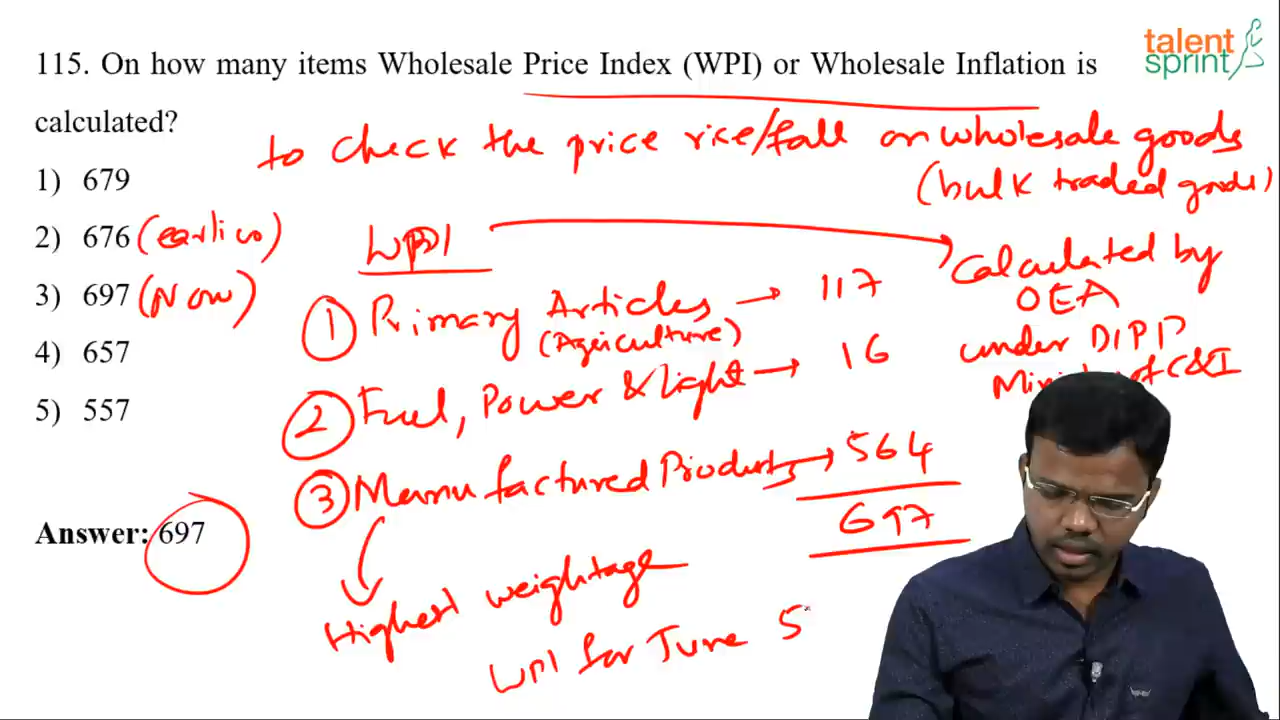 talent
sprint
115. On how many items Wholesale Price Index (WPI) or Wholesale Inflation is
calculated?
to check the price rise/fall on wholesale goods
(bulk traded goods)
1) 679
2) 676 (earlier)
3) 697 (Now)
4) 657
5) 557
Answer: 697
WPI
① Primary Articles → 117
(Agriculture)
② Fuel, Power & Light → 16
③ Manufactured Products → 564
697
Highest weightage
WPI for June 5
Calculated by
OEA
under DIPP
of C&I